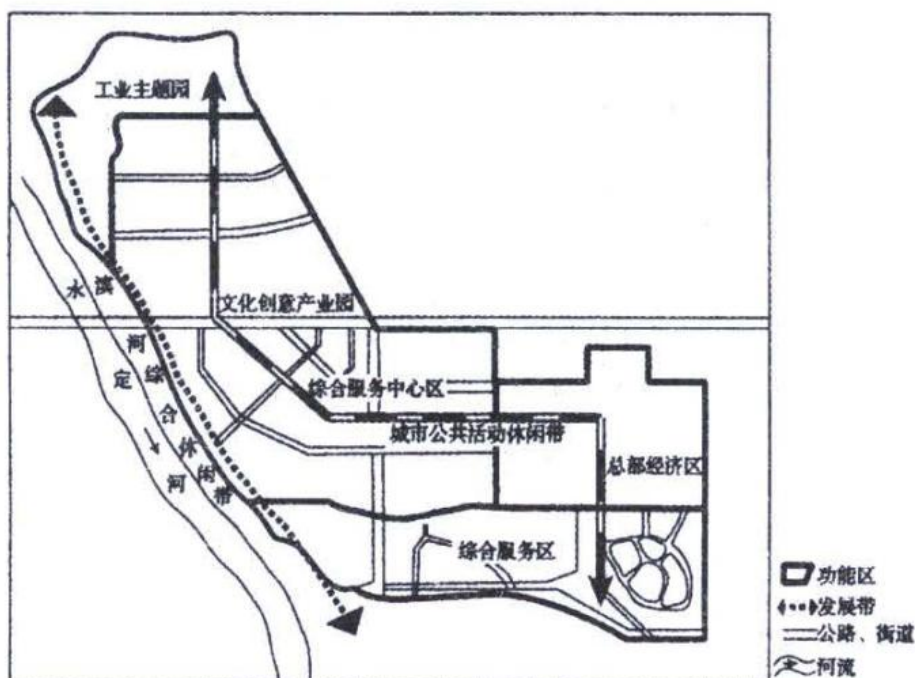 工业主题园
文化创意产业园
综合服务中心区
城市公共活动休闲带
总部经济区
综合服务区
永定河
滨河综合休闲带
功能区
发展带
公路、街道
河流